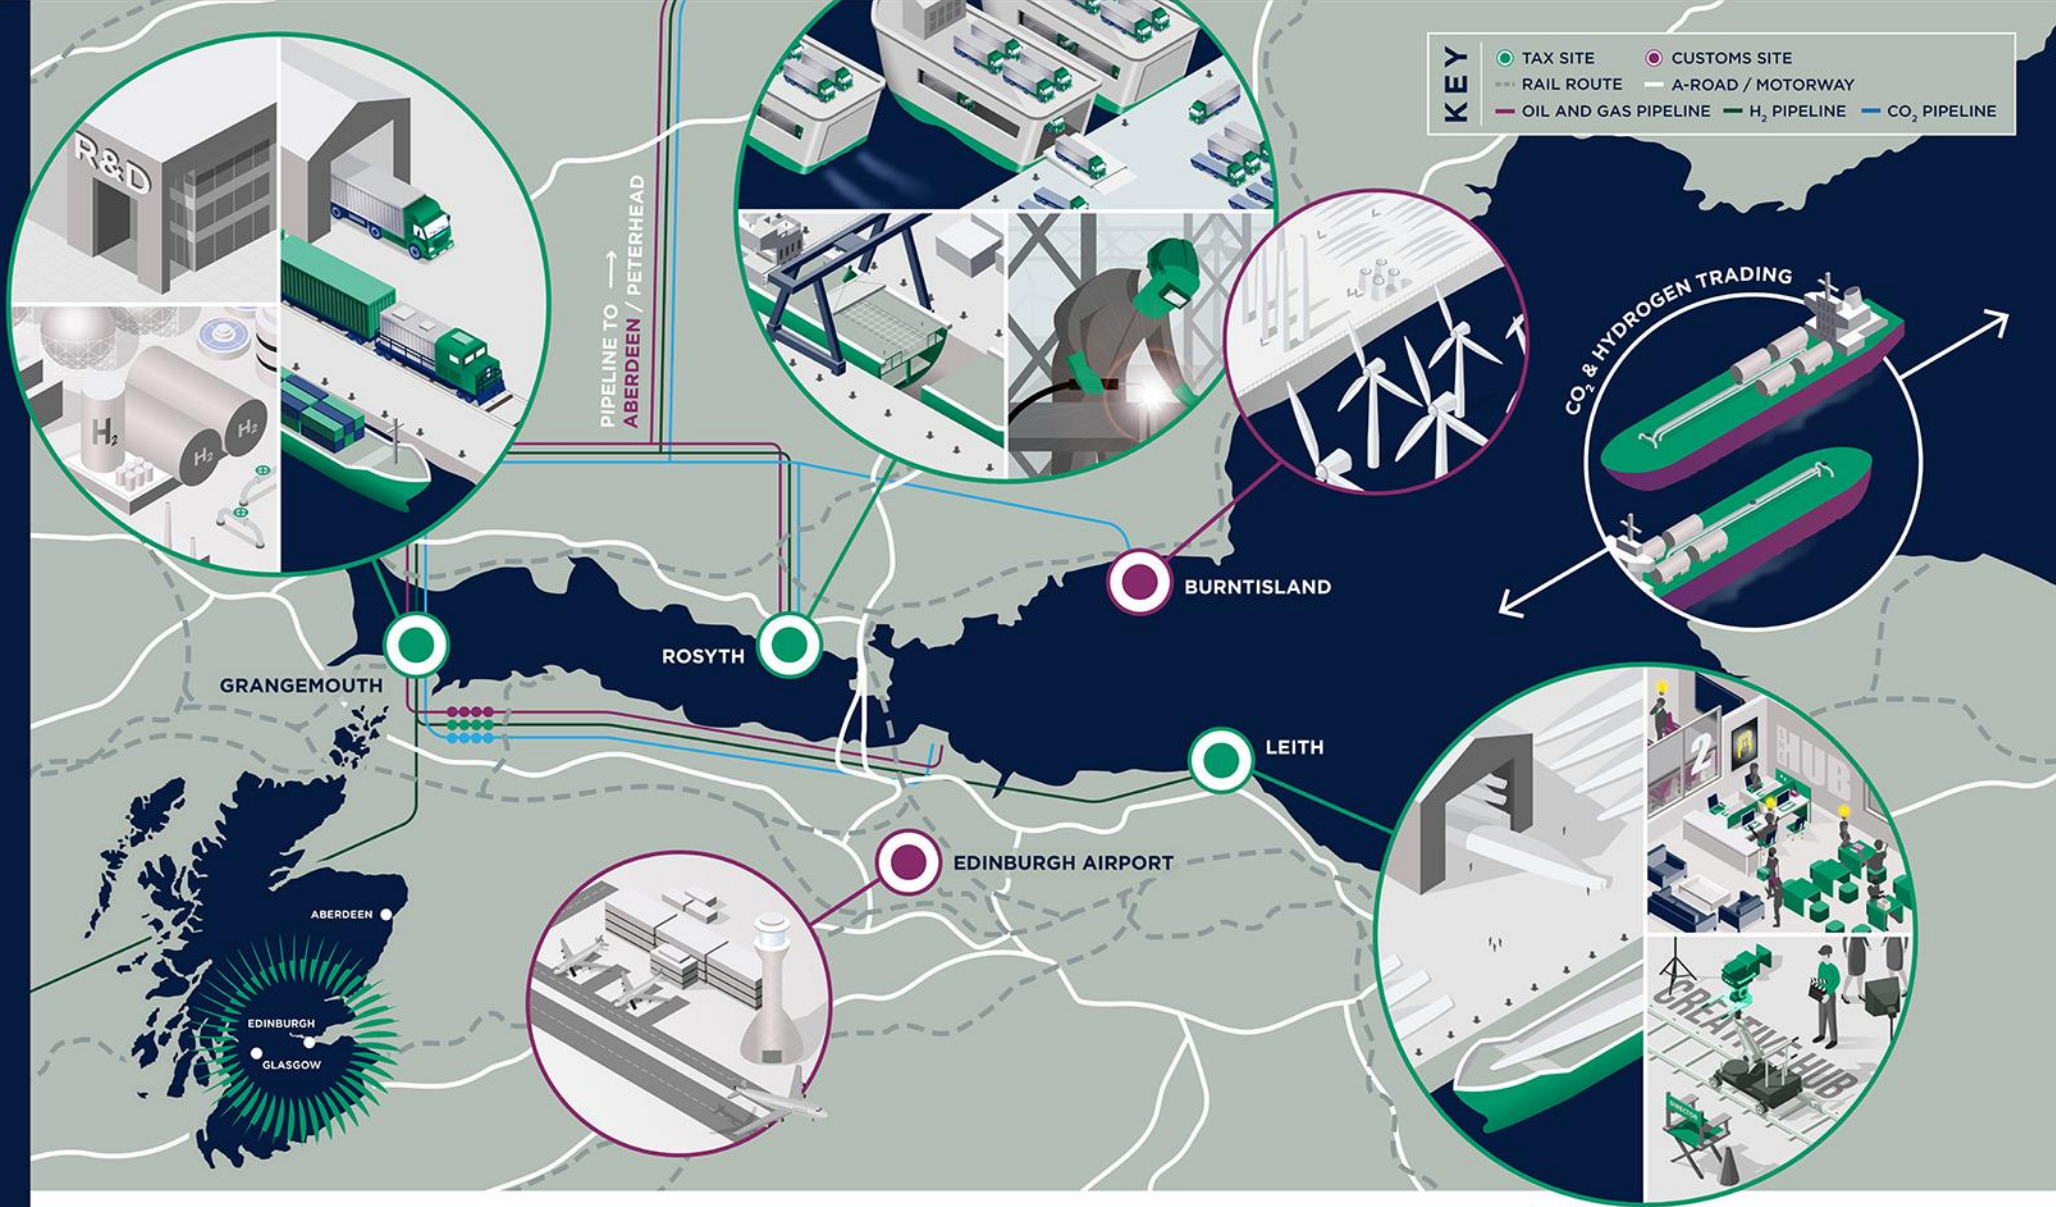 KEY
TAX SITE
CUSTOMS SITE
RAIL ROUTE
A-ROAD / MOTORWAY
OIL AND GAS PIPELINE
H₂ PIPELINE
CO₂ PIPELINE
R&D
H₂
H₂
H₂
PIPELINE TO
ABERDEEN / PETERHEAD
CO₂ & HYDROGEN TRADING
BURNTISLAND
ROSYTH
GRANGEMOUTH
LEITH
EDINBURGH AIRPORT
2
HUB
CREATIVE HUB
DIRECTOR
ABERDEEN
EDINBURGH
GLASGOW